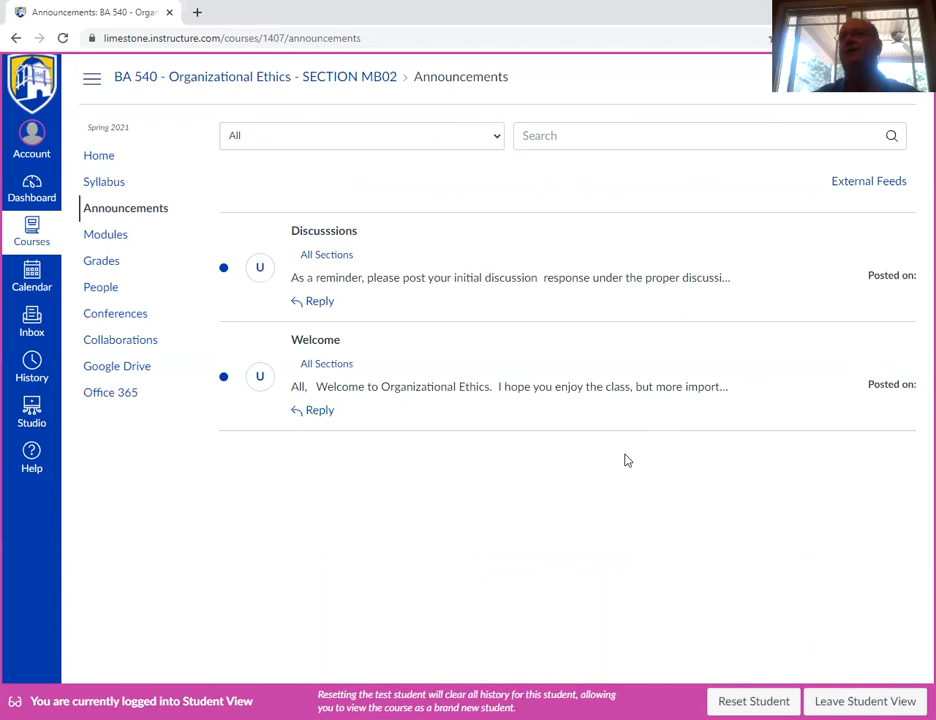 Announcements: BA 540 - Organ
limestone.instructure.com/courses/1407/announcements
BA 540 - Organizational Ethics - SECTION MB02 › Announcements
Account
Dashboard
Courses
Calendar
Inbox
History
Studio
Help
Spring 2021
Home
Syllabus
Announcements
Modules
Grades
People
Conferences
Collaborations
Google Drive
Office 365
All
Search
External Feeds
Discusssions
All Sections
U
As a reminder, please post your initial discussion response under the proper discussi...
Posted on:
Reply
Welcome
All Sections
U
All, Welcome to Organizational Ethics. I hope you enjoy the class, but more import...
Posted on:
Reply
You are currently logged into Student View
Resetting the test student will clear all history for this student, allowing
you to view the course as a brand new student.
Reset Student
Leave Student View